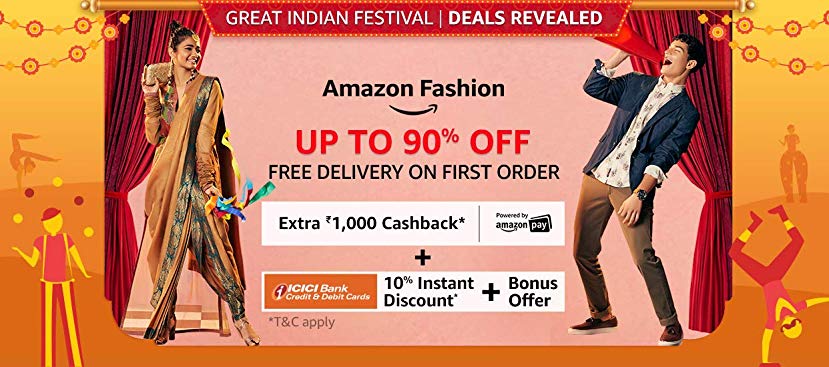 GREAT INDIAN FESTIVAL | DEALS REVEALED
Amazon Fashion
UP TO 90% OFF
FREE DELIVERY ON FIRST ORDER
Extra ₹1,000 Cashback*
Powered by
amazon pay
+
ICICI Bank
Credit & Debit Cards
10% Instant
Discount*
+
Bonus
Offer
*T&C apply